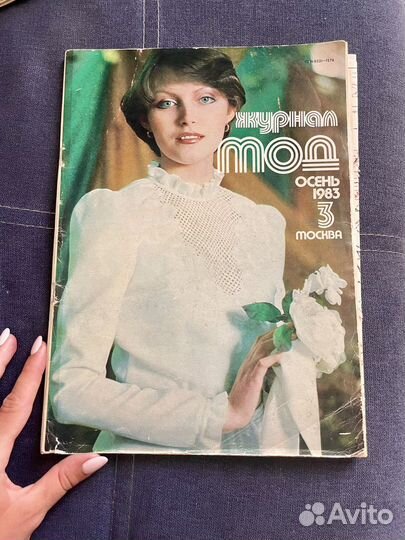 журнал
мод
ОСЕНЬ
1983
3
МОСКВА
Avito